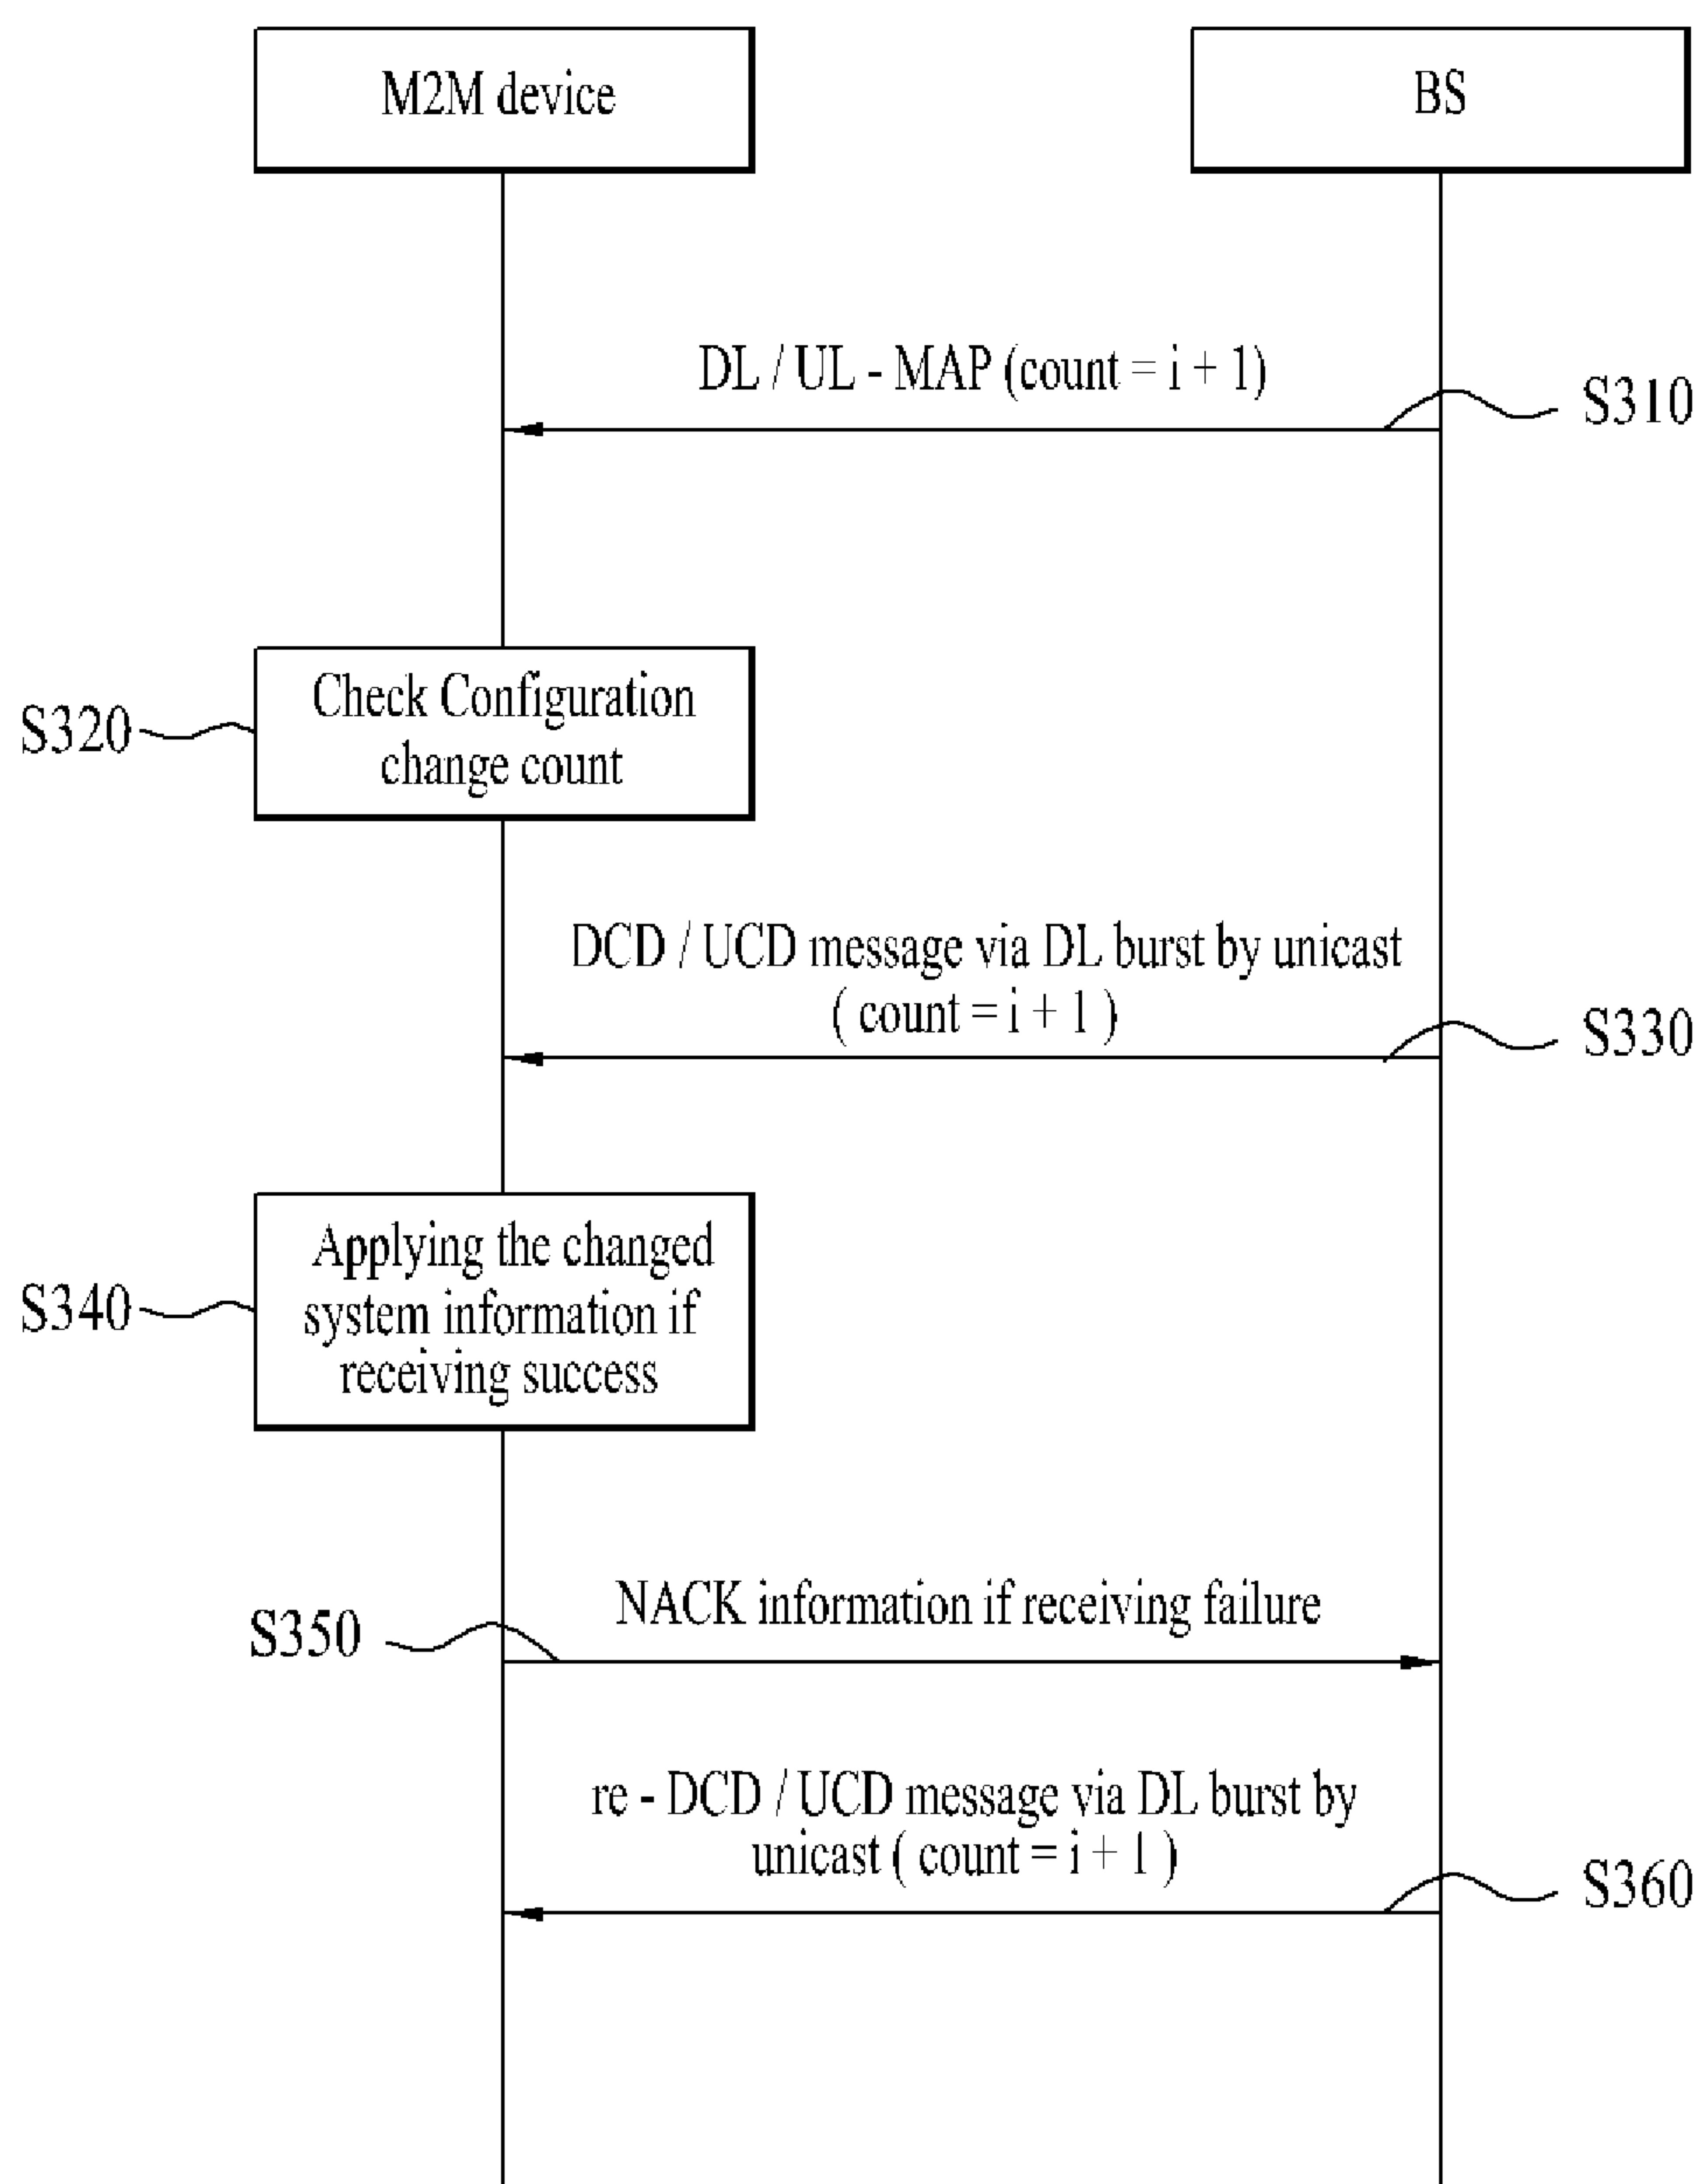 M2M device
BS
DL / UL - MAP (count = i + 1)
S310
Check Configuration
change count
S320
DCD / UCD message via DL burst by unicast
( count = i + 1 )
S330
Applying the changed
system information if
receiving success
S340
NACK information if receiving failure
S350
re - DCD / UCD message via DL burst by
unicast ( count = i + 1 )
S360